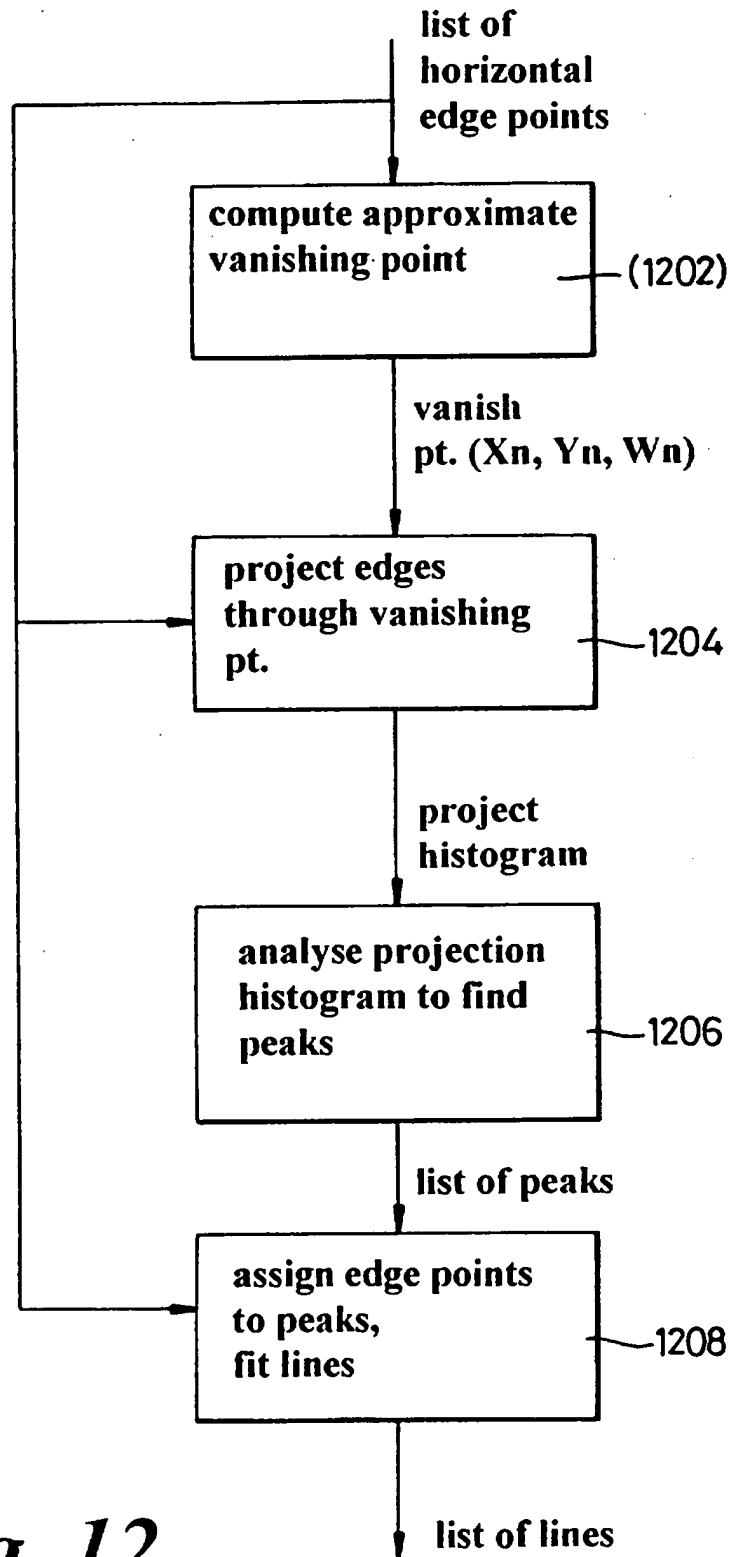 list of
horizontal
edge points
compute approximate
vanishing point
(1202)
vanish
pt. (Xn, Yn, Wn)
project edges
through vanishing
pt.
1204
project
histogram
analyse projection
histogram to find
peaks
1206
list of peaks
assign edge points
to peaks,
fit lines
1208
list of lines
12